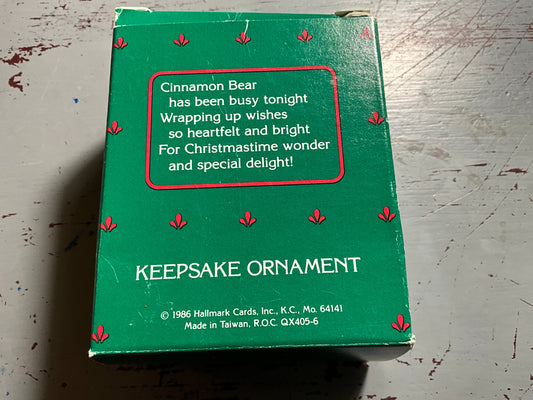 Cinnamon Bear
has been busy tonight
Wrapping up wishes
so heartfelt and bright
For Christmastime wonder
and special delight!
KEEPSAKE ORNAMENT
© 1986 Hallmark Cards, Inc., K.C., Mo. 64141
Made in Taiwan, R.O.C. QX405-6